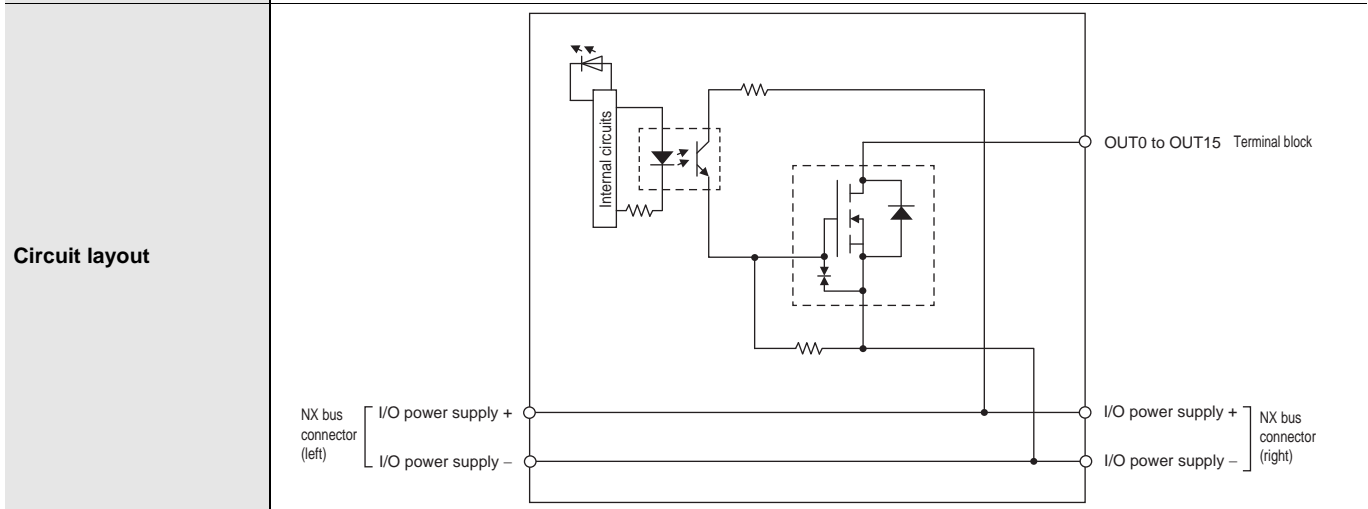 Circuit layout
Internal circuits
OUT0 to OUT15 Terminal block
NX bus
connector
(left)
I/O power supply +
I/O power supply −
I/O power supply +
I/O power supply −
NX bus
connector
(right)